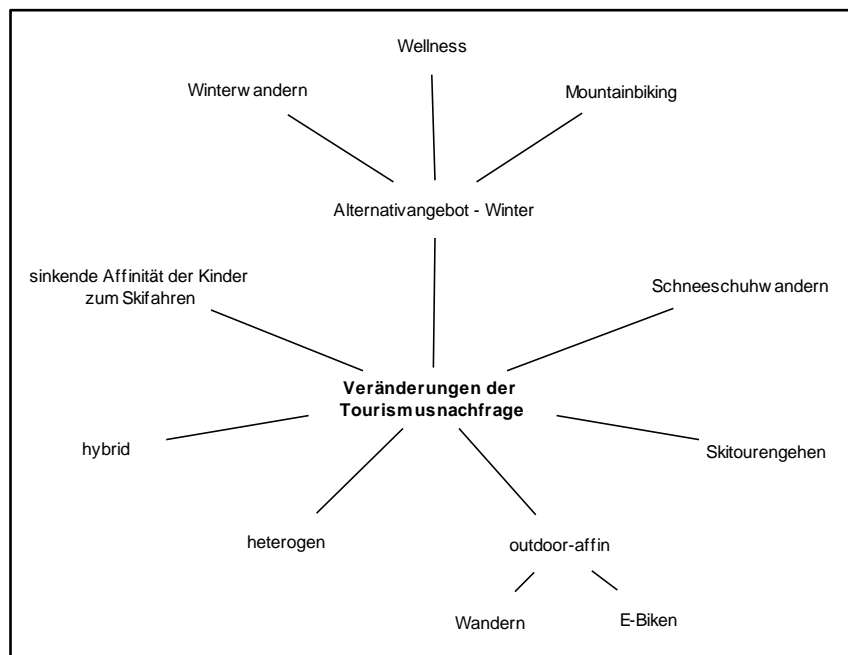 Wellness
Winterwandern
Mountainbiking
Alternativangebot - Winter
sinkende Affinität der Kinder
zum Skifahren
Schneeschuhwandern
Veränderungen der
Tourismusnachfrage
hybrid
Skitourengehen
heterogen
outdoor-affin
Wandern
E-Biken